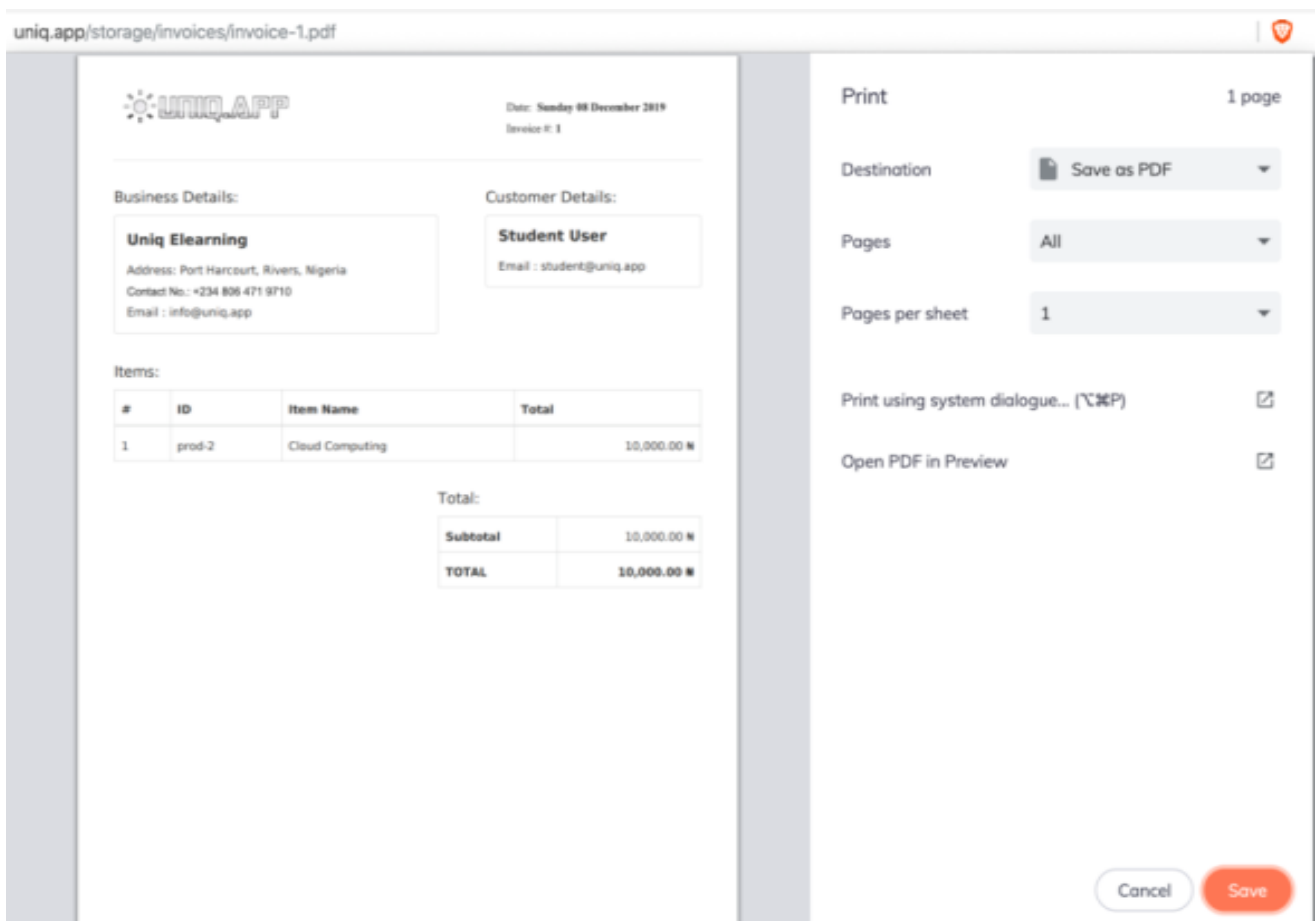 uniq.app/storage/invoices/invoice-1.pdf
UNIQ.APP
Date: Sunday 08 December 2019
Invoice #: 1
Business Details:
Uniq Elearning
Address: Port Harcourt, Rivers, Nigeria
Contact No.: +234 806 471 9710
Email : info@uniq.app
Customer Details:
Student User
Email : student@uniq.app
Items:
# ID Item Name Total
1 prod-2 Cloud Computing 10,000.00 ₦
Total:
Subtotal 10,000.00 ₦
TOTAL 10,000.00 ₦
Print 1 page
Destination Save as PDF
Pages All
Pages per sheet 1
Print using system dialogue... (⌥⌘P)
Open PDF in Preview
Cancel Save